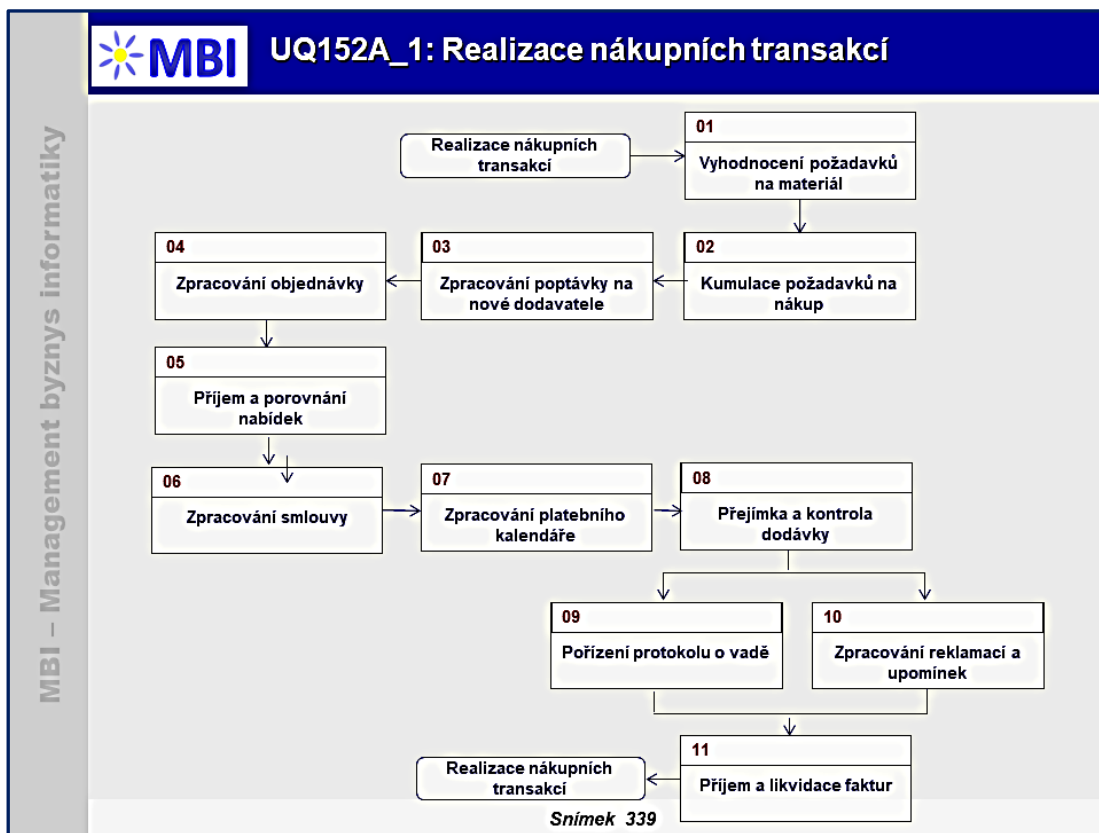 MBI
UQ152A_1: Realizace nákupních transakcí
MBI – Management byznys informatiky
Realizace nákupních
transakcí
01
Vyhodnocení požadavků
na materiál
04
Zpracování objednávky
03
Zpracování poptávky na
nové dodavatele
02
Kumulace požadavků na
nákup
05
Příjem a porovnání
nabídek
06
Zpracování smlouvy
07
Zpracování platebního
kalendáře
08
Přejímka a kontrola
dodávky
09
Pořízení protokolu o vadě
10
Zpracování reklamací a
upomínek
11
Příjem a likvidace faktur
Realizace nákupních
transakcí
Snímek 339